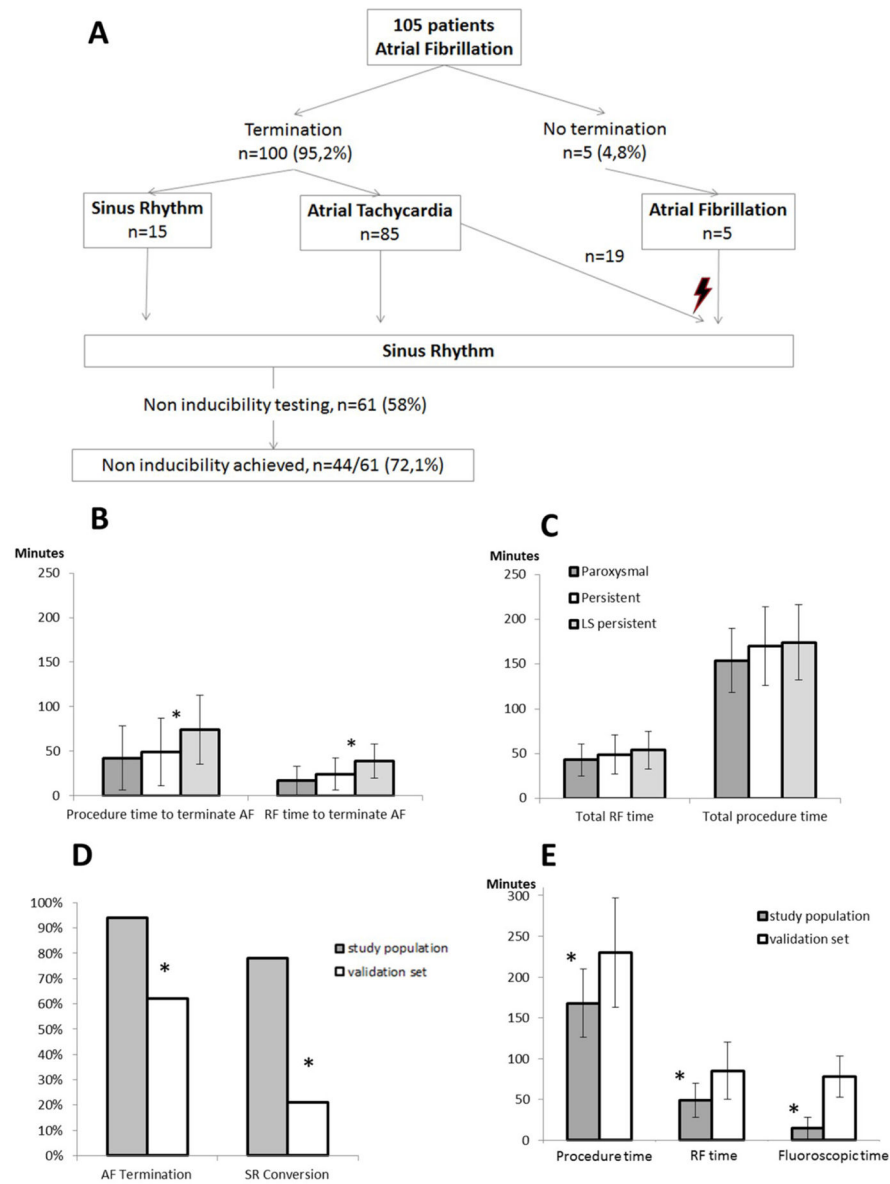 A
105 patients
Atrial Fibrillation
Termination
n=100 (95,2%)
No termination
n=5 (4,8%)
Sinus Rhythm
n=15
Atrial Tachycardia
n=85
Atrial Fibrillation
n=5
n=19
Sinus Rhythm
Non inducibility testing, n=61 (58%)
Non inducibility achieved, n=44/61 (72,1%)
B
Minutes
250
200
150
100
50
0
*
*
Procedure time to terminate AF
RF time to terminate AF
C
Minutes
250
200
150
100
50
0
Paroxysmal
Persistent
LS persistent
Total RF time
Total procedure time
D
100%
90%
80%
70%
60%
50%
40%
30%
20%
10%
0%
*
*
study population
validation set
AF Termination
SR Conversion
E
Minutes
300
250
200
150
100
50
0
*
*
*
study population
validation set
Procedure time
RF time
Fluoroscopic time